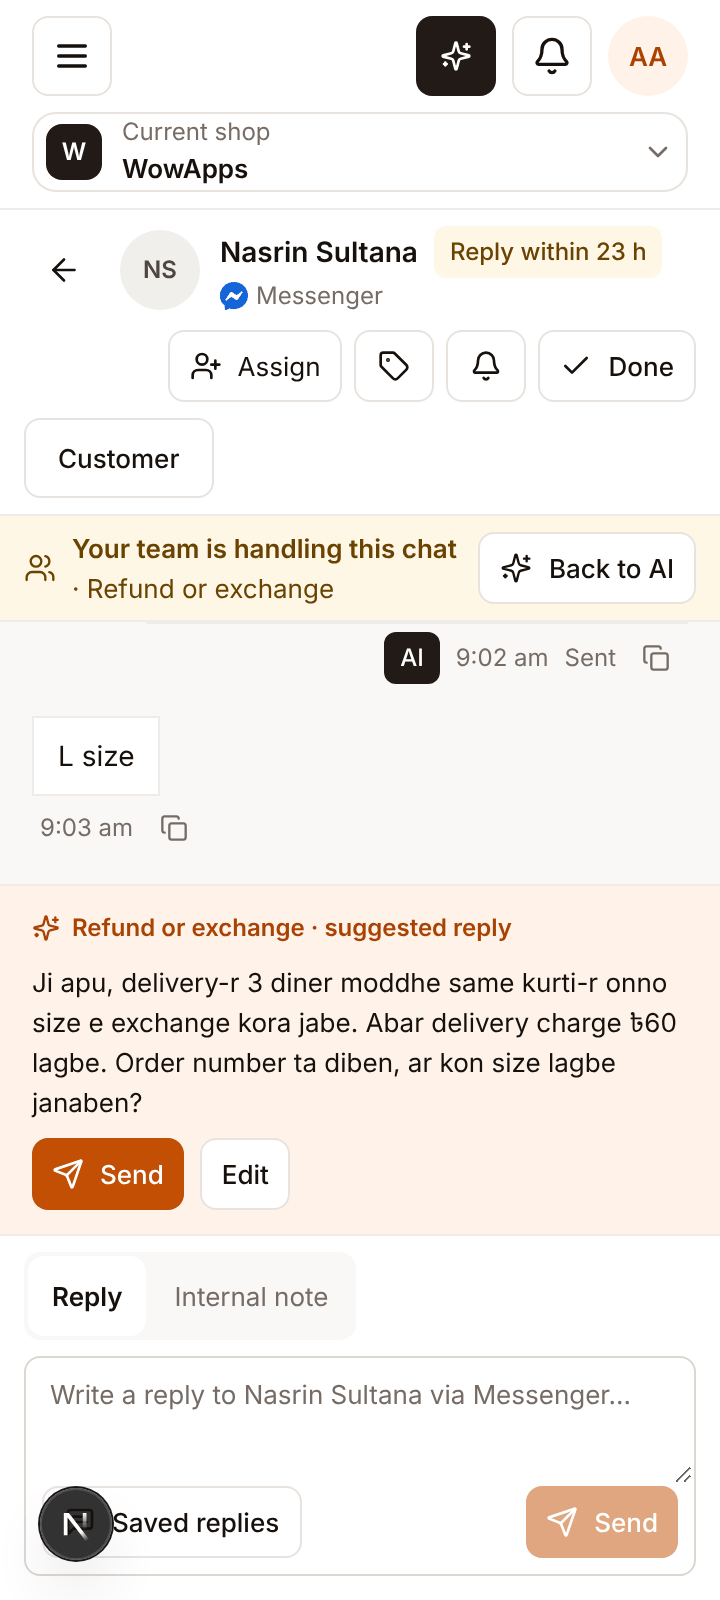 AA
W
Current shop
WowApps
NS
Nasrin Sultana
Reply within 23 h
Messenger
Assign
Done
Customer
Your team is handling this chat
· Refund or exchange
Back to AI
AI 9:02 am Sent
L size
9:03 am
Refund or exchange · suggested reply
Ji apu, delivery-r 3 diner moddhe same kurti-r onno
size e exchange kora jabe. Abar delivery charge ৳60
lagbe. Order number ta diben, ar kon size lagbe
janaben?
Send
Edit
Reply
Internal note
Write a reply to Nasrin Sultana via Messenger...
N
Saved replies
Send